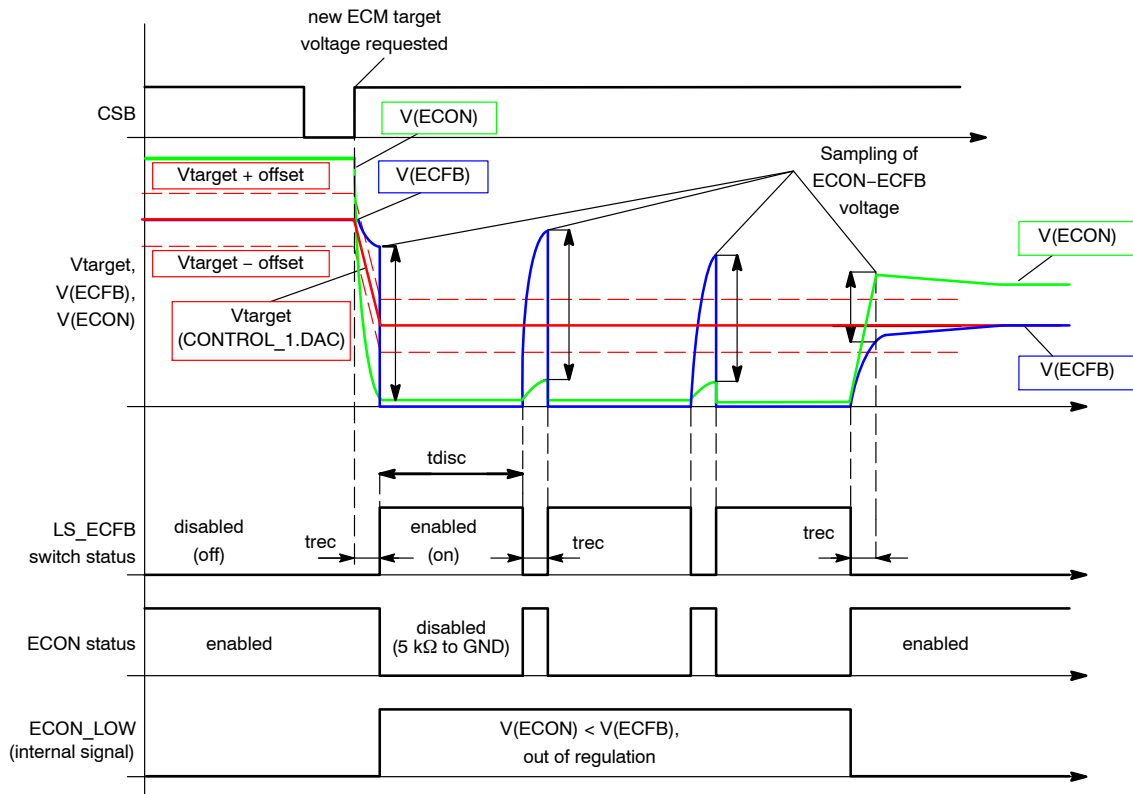 new ECM target
voltage requested
CSB
V(ECON)
Vtarget + offset
V(ECFB)
Sampling of
ECON−ECFB
voltage
Vtarget − offset
V(ECON)
Vtarget,
V(ECFB),
V(ECON)
Vtarget
(CONTROL_1.DAC)
V(ECFB)
tdisc
LS_ECFB
switch status
disabled
(off)
trec
enabled
(on)
trec
trec
ECON status
enabled
disabled
(5 kΩ to GND)
enabled
ECON_LOW
(internal signal)
V(ECON) < V(ECFB),
out of regulation